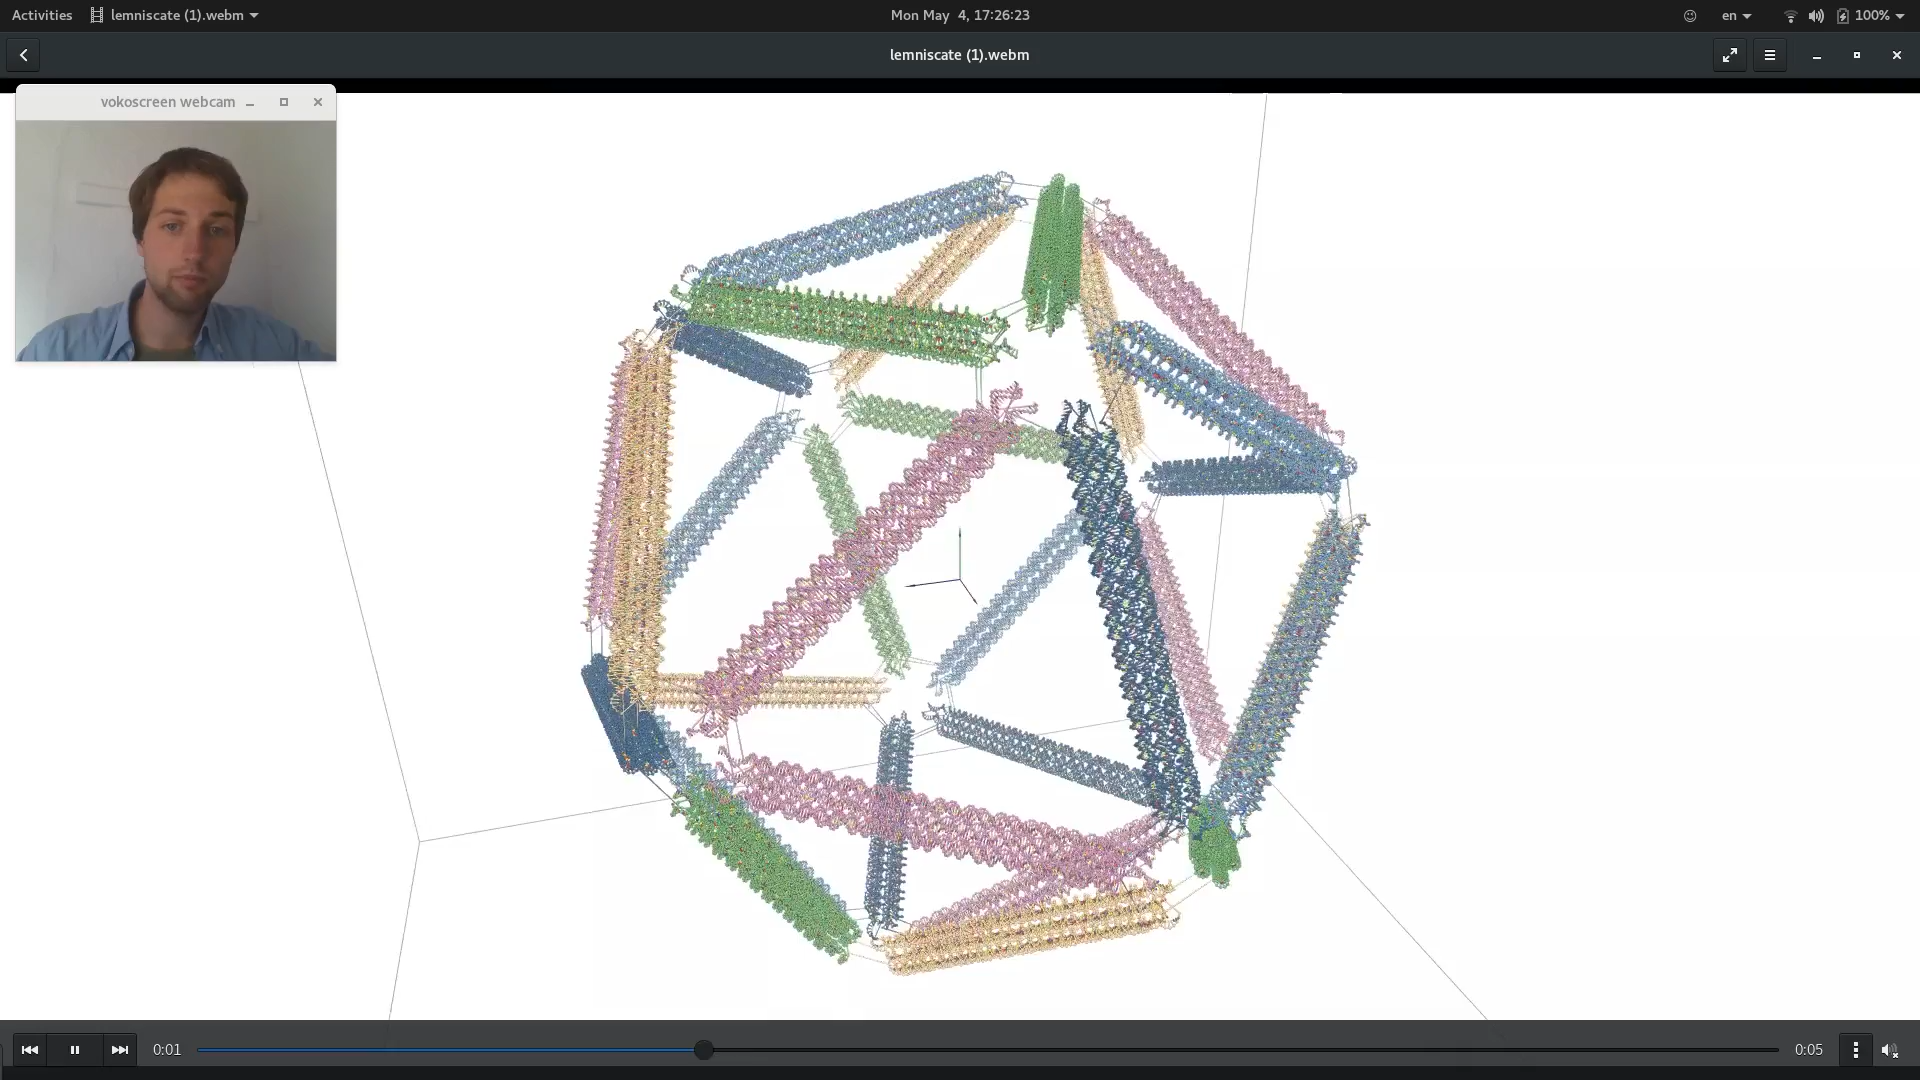 Activities lemniscate (1).webm Mon May 4, 17:26:23 en 100%
lemniscate (1).webm
vokoscreen webcam
0:01 0:05